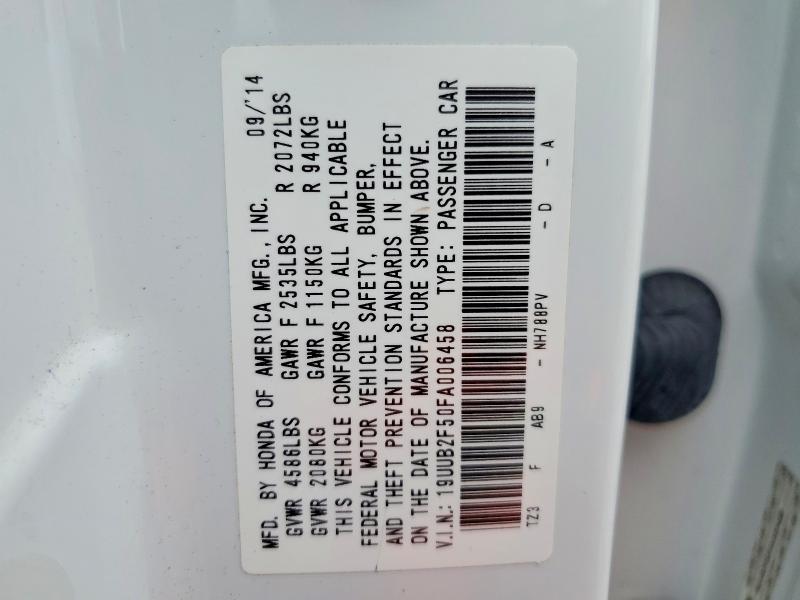 MFD. BY HONDA OF AMERICA MFG., INC. 09/'14
GVWR 4586LBS GAWR F 2535LBS R 2072LBS
GVWR 2080KG GAWR F 1150KG R 940KG
THIS VEHICLE CONFORMS TO ALL APPLICABLE
FEDERAL MOTOR VEHICLE SAFETY, BUMPER,
AND THEFT PREVENTION STANDARDS IN EFFECT
ON THE DATE OF MANUFACTURE SHOWN ABOVE.
V.I.N.: 19UUB2F50FA006458 TYPE: PASSENGER CAR
TZ3 F AB9 - NH788PV - D - A